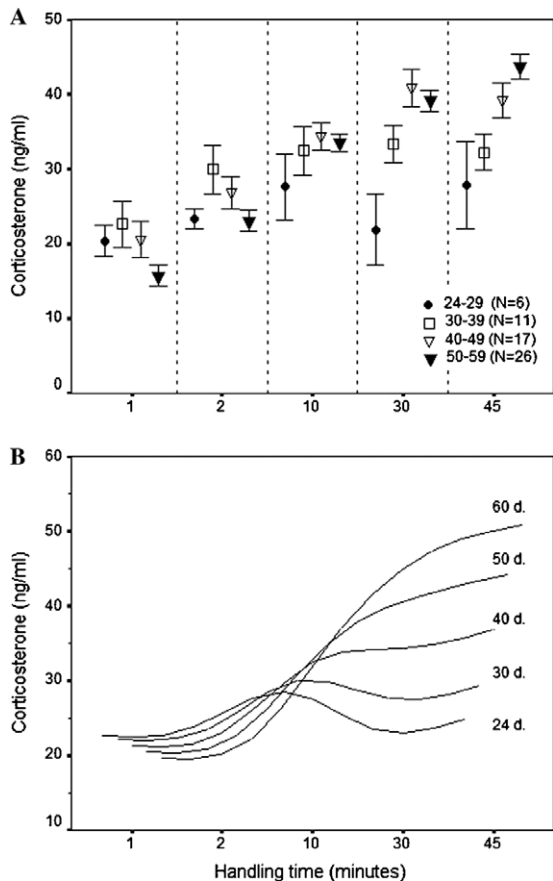 A
50
40
30
20
10
0
Corticosterone (ng/ml)
24-29 (N=6)
30-39 (N=11)
40-49 (N=17)
50-59 (N=26)
1 2 10 30 45
B
60
50
40
30
20
10
Corticosterone (ng/ml)
60 d.
50 d.
40 d.
30 d.
24 d.
1 2 10 30 45
Handling time (minutes)